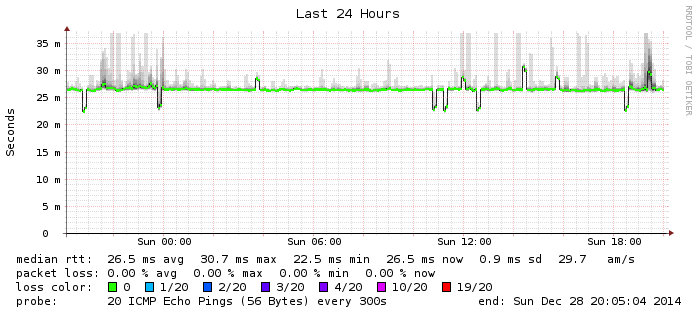 Last 24 Hours
RRDTOOL / TOBI OETIKER
Seconds
35 m
30 m
25 m
20 m
15 m
10 m
5 m
0
Sun 00:00 Sun 06:00 Sun 12:00 Sun 18:00
median rtt: 26.5 ms avg 30.7 ms max 22.5 ms min 26.5 ms now 0.9 ms sd 29.7 am/s
packet loss: 0.00 % avg 0.00 % max 0.00 % min 0.00 % now
loss color: 0 1/20 2/20 3/20 4/20 10/20 19/20
probe: 20 ICMP Echo Pings (56 Bytes) every 300s end: Sun Dec 28 20:05:04 2014